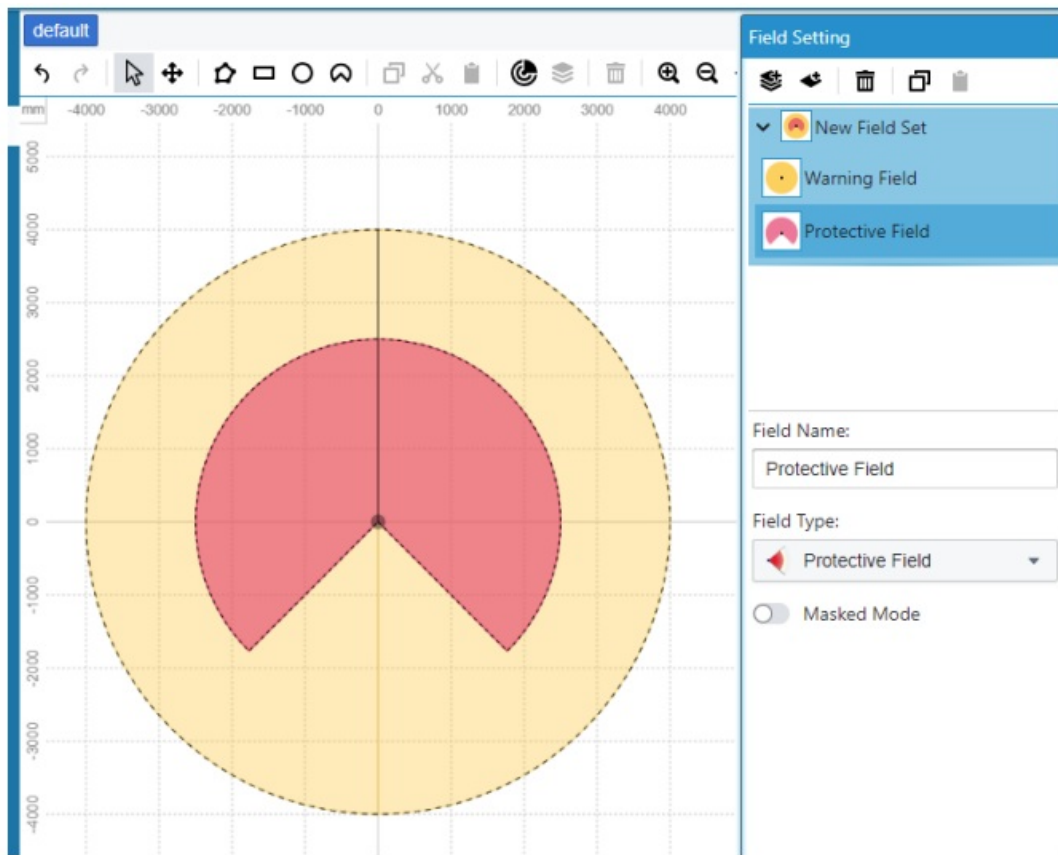 default
Field Setting
mm -4000 -3000 -2000 -1000 0 1000 2000 3000 4000
New Field Set
Warning Field
Protective Field
5000
4000
3000
2000
1000
0
-1000
-2000
-3000
-4000
Field Name:
Protective Field
Field Type:
Protective Field
Masked Mode